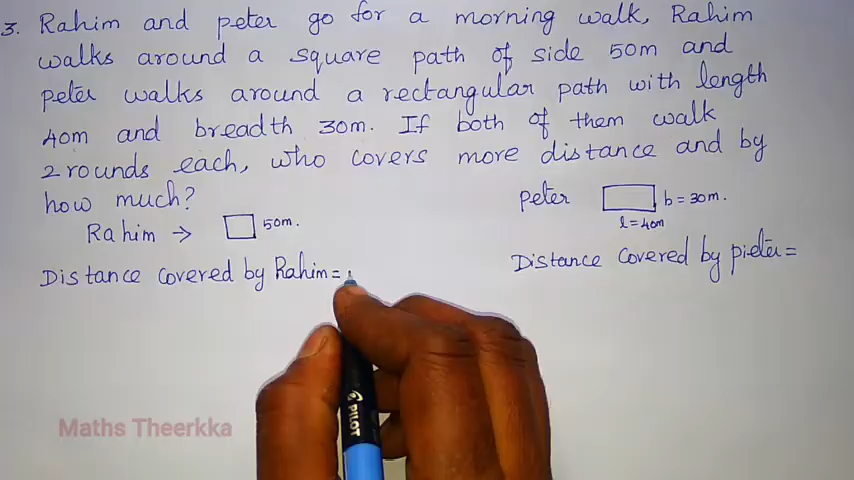 3. Rahim and peter go for a morning walk, Rahim
walks around a square path of side 50m and
peter walks around a rectangular path with length
40m and breadth 30m. If both of them walk
2 rounds each, who covers more distance and by
how much?
peter b = 30m.
l = 40m
Rahim → 50m.
Distance covered by Rahim =
Distance covered by pieter =
PILOT
Maths Theerkka